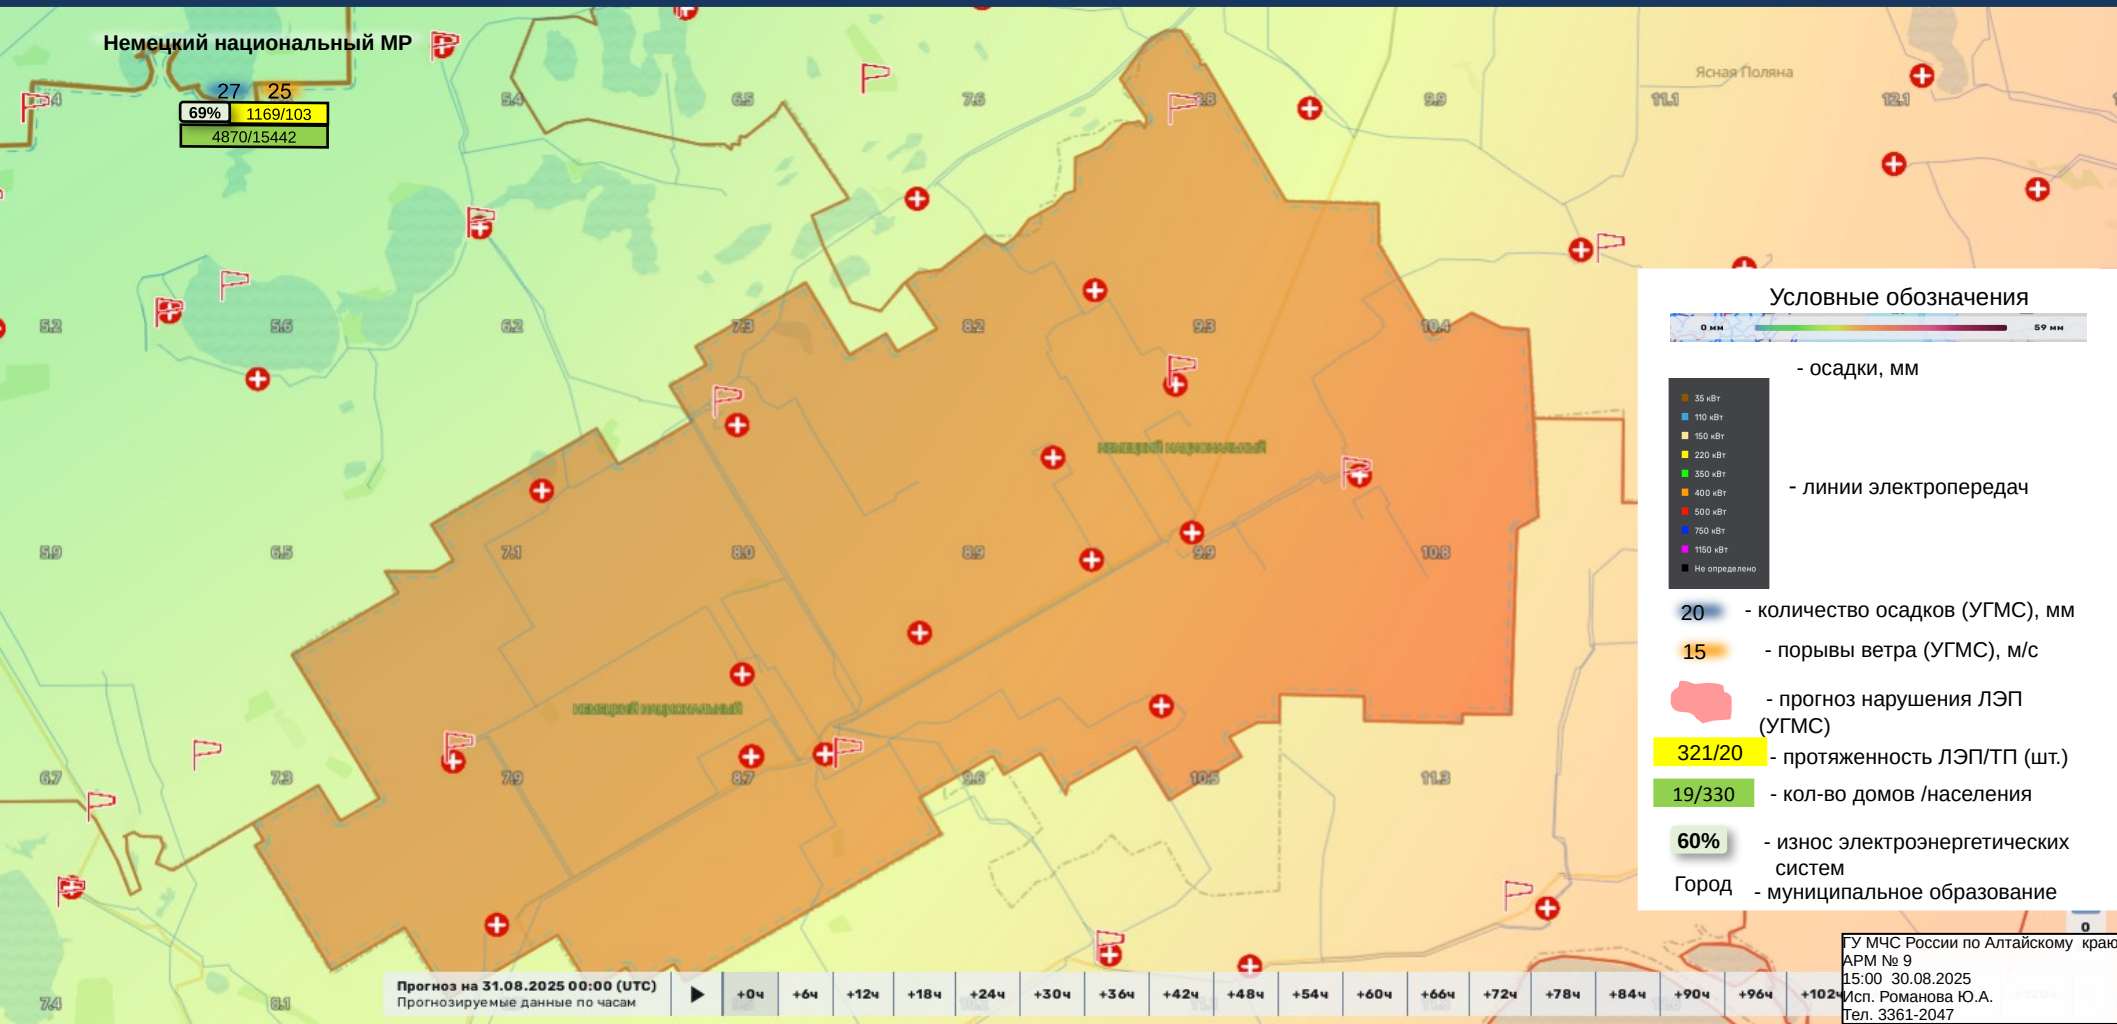 Немецкий национальный МР
27 25
69% 1169/103
4870/15442
Ясная Поляна
5.4 6.5 7.6 9.9 11.1 12.1
5.2 5.6 6.2 7.3 8.2 9.3 10.4
НЕМЕЦКИЙ НАЦИОНАЛЬНЫЙ
5.9 6.5 7.1 8.0 8.9 9.9 10.8
НЕМЕЦКИЙ НАЦИОНАЛЬНЫЙ
6.7 7.3 7.9 8.7 9.6 10.5 11.3
7.4 8.1
Условные обозначения
0 мм 59 мм
- осадки, мм
35 кВт
110 кВт
150 кВт
220 кВт
350 кВт
400 кВт
500 кВт
750 кВт
1150 кВт
Не определено
- линии электропередач
20 - количество осадков (УГМС), мм
15 - порывы ветра (УГМС), м/с
- прогноз нарушения ЛЭП
(УГМС)
321/20 - протяженность ЛЭП/ТП (шт.)
19/330 - кол-во домов /населения
60% - износ электроэнергетических
систем
Город - муниципальное образование
0
Прогноз на 31.08.2025 00:00 (UTC)
Прогнозируемые данные по часам
+0ч +6ч +12ч +18ч +24ч +30ч +36ч +42ч +48ч +54ч +60ч +66ч +72ч +78ч +84ч +90ч +96ч +102ч
ГУ МЧС России по Алтайскому краю
АРМ № 9
15:00 30.08.2025
Исп. Романова Ю.А.
Тел. 3361-2047